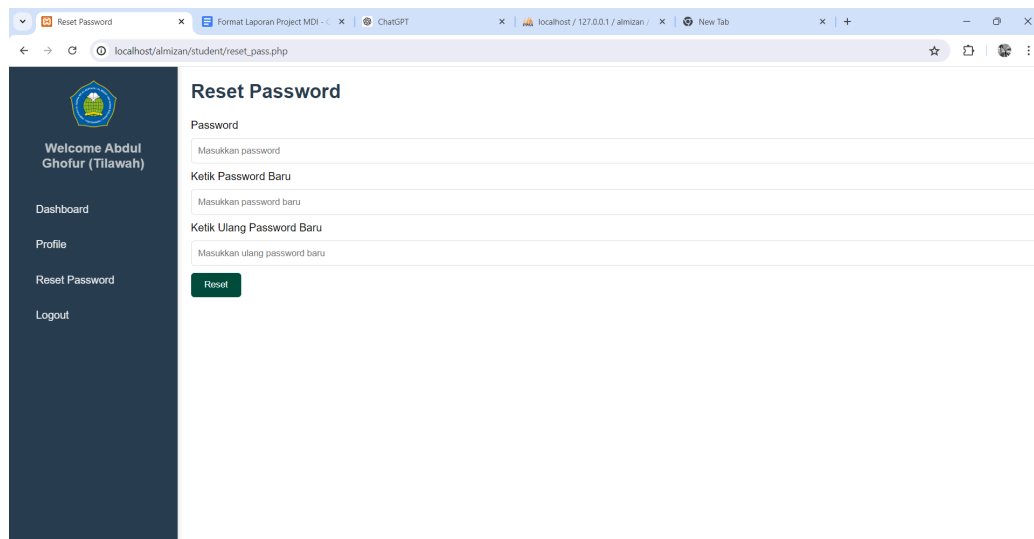 Reset Password
Format Laporan Project MDI - C
ChatGPT
localhost / 127.0.0.1 / almizan /
New Tab
localhost/almizan/student/reset_pass.php
Welcome Abdul
Ghofur (Tilawah)
Dashboard
Profile
Reset Password
Logout
Reset Password
Password
Masukkan password
Ketik Password Baru
Masukkan password baru
Ketik Ulang Password Baru
Masukkan ulang password baru
Reset